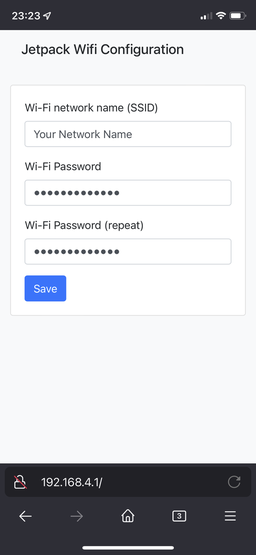 23:23
Jetpack Wifi Configuration
Wi-Fi network name (SSID)
Your Network Name
Wi-Fi Password
●●●●●●●●●●●●●
Wi-Fi Password (repeat)
●●●●●●●●●●●●●
Save
192.168.4.1/
3